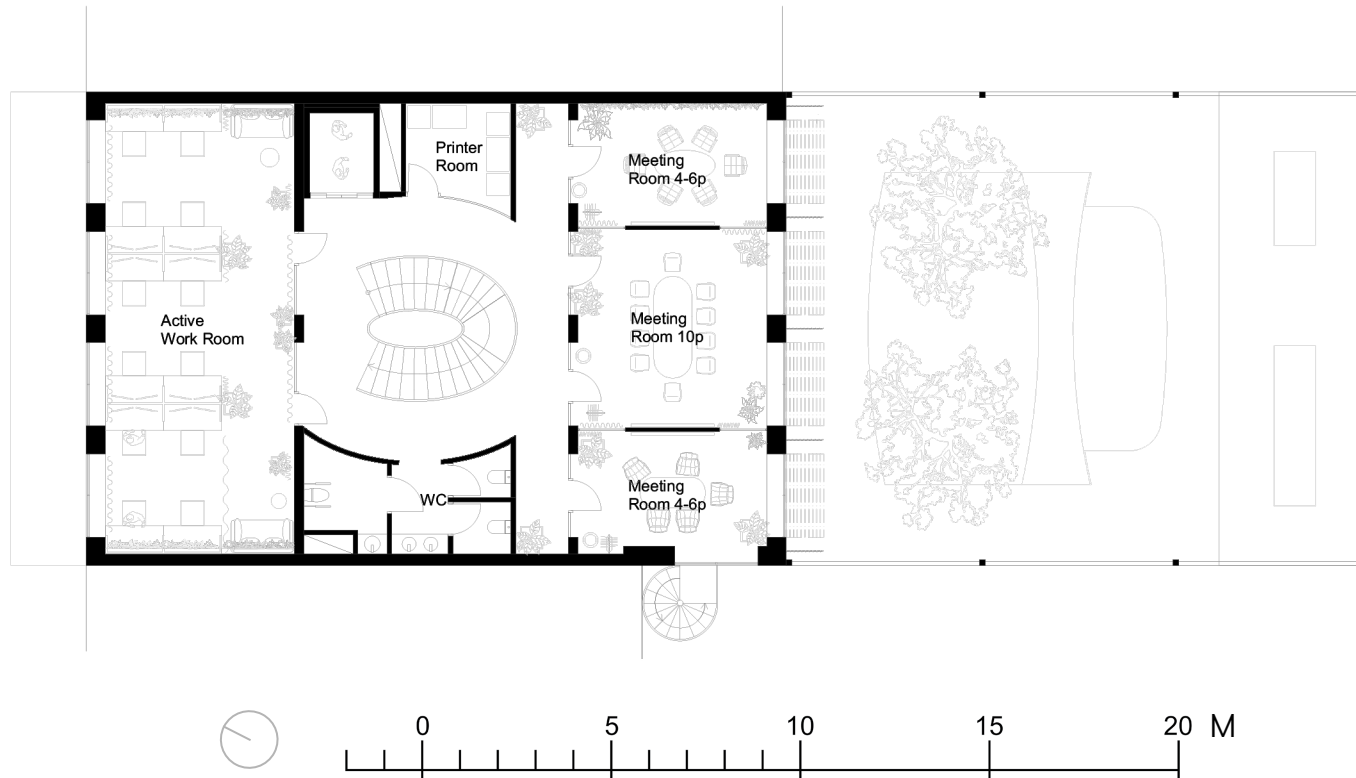 Printer
Room
Meeting
Room 4-6p
Active
Work Room
Meeting
Room 10p
WC
Meeting
Room 4-6p
0 5 10 15 20 M